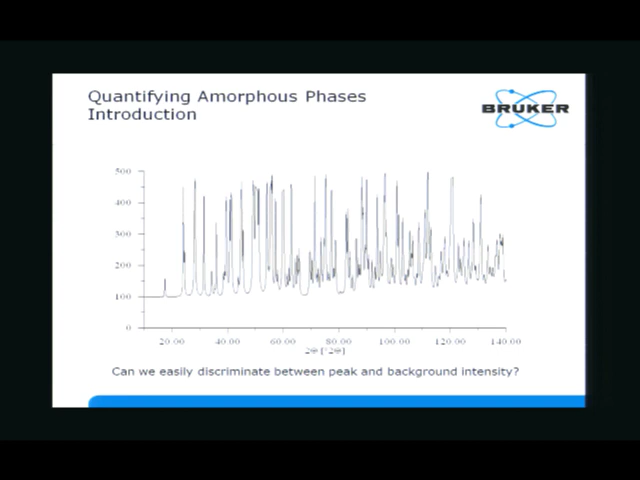 Quantifying Amorphous Phases
Introduction
BRUKER
500
400
300
200
100
0
20.00 40.00 60.00 80.00 100.00 120.00 140.00
2Θ [°2Θ]
Can we easily discriminate between peak and background intensity?